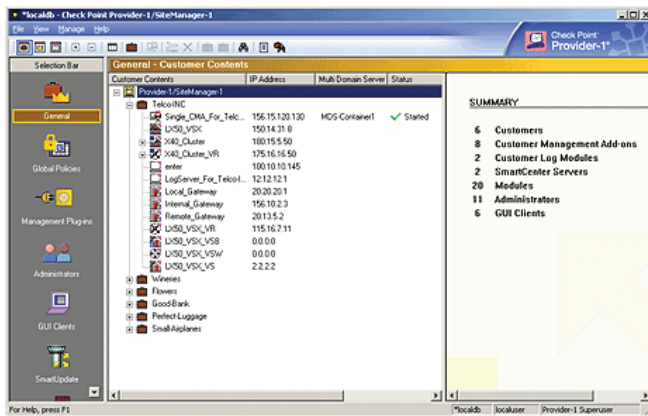 *localdb - Check Point Provider-1/SiteManager-1
File View Manage Help
Check Point
Provider-1
Selection Bar
General - Customer Contents
Customer Contents IP Address Multi Domain Server Status
General
Global Policies
Management Plug-ins
Administrators
GUI Clients
SmartUpdate
Provider-1/SiteManager-1
Telco-INC
Single_CMA_For_Telc... 156.15.120.130 MDS-Container1 Started
LX50_VSX 150.14.31.8
X40_Cluster 180.15.5.50
X40_Cluster_VR 175.16.16.50
enter 100.10.10.145
LogServer_For_Telco-I... 12.12.12.1
Local_Gateway 20.20.20.1
Internal_Gateway 156.10.2.3
Remote_Gateway 20.13.5.2
LX50_VSX_VR 115.16.7.11
LX50_VSX_VSB 0.0.0.0
LX50_VSX_VSW 0.0.0.0
LX50_VSX_VS 2.2.2.2
Wineries
Flowers
Good-Bank
Perfect-Luggage
Small-Airplanes
SUMMARY
6 Customers
8 Customer Management Add-ons
2 Customer Log Modules
2 SmartCenter Servers
20 Modules
11 Administrators
6 GUI Clients
For Help, press F1
*localdb localuser Provider-1 Superuser